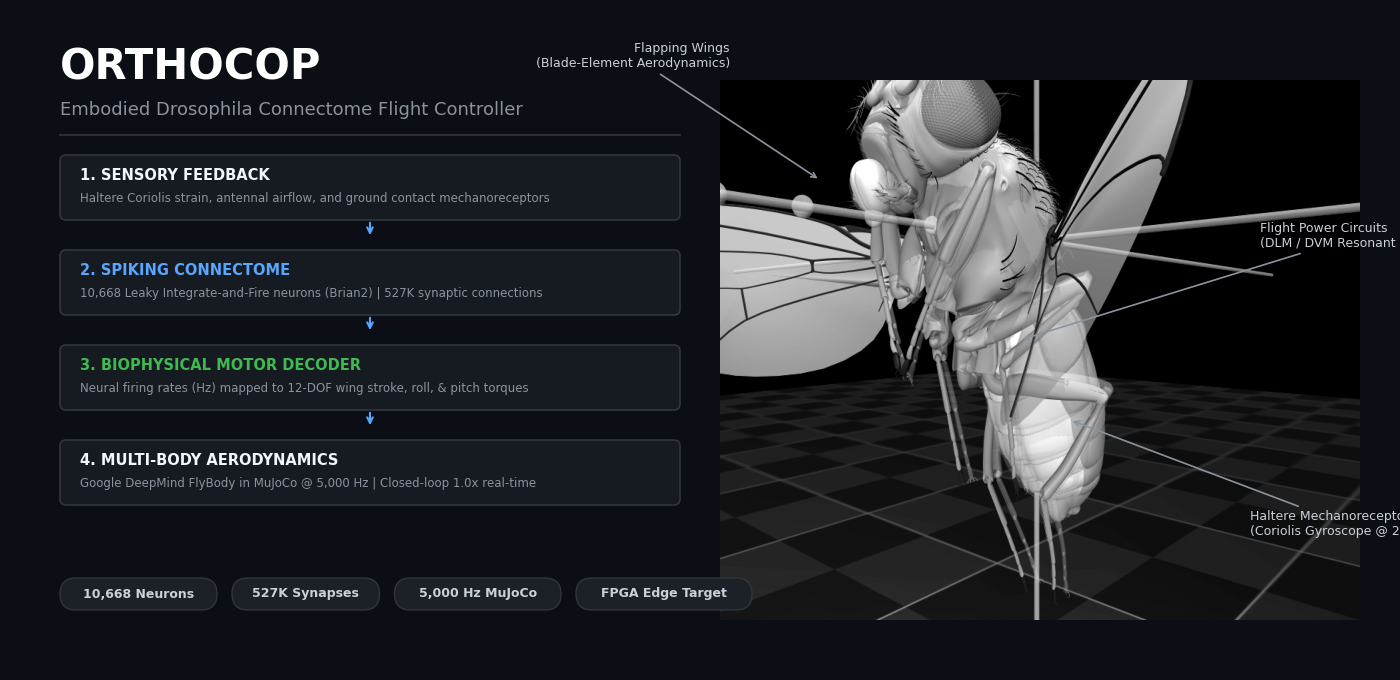 ORTHOCOP
Embodied Drosophila Connectome Flight Controller
1. SENSORY FEEDBACK
Haltere Coriolis strain, antennal airflow, and ground contact mechanoreceptors
2. SPIKING CONNECTOME
10,668 Leaky Integrate-and-Fire neurons (Brian2) | 527K synaptic connections
3. BIOPHYSICAL MOTOR DECODER
Neural firing rates (Hz) mapped to 12-DOF wing stroke, roll, & pitch torques
4. MULTI-BODY AERODYNAMICS
Google DeepMind FlyBody in MuJoCo @ 5,000 Hz | Closed-loop 1.0x real-time
10,668 Neurons
527K Synapses
5,000 Hz MuJoCo
FPGA Edge Target
Flapping Wings
(Blade-Element Aerodynamics)
Flight Power Circuits
(DLM / DVM Resonant
Haltere
(Coriolis Gyroscope @